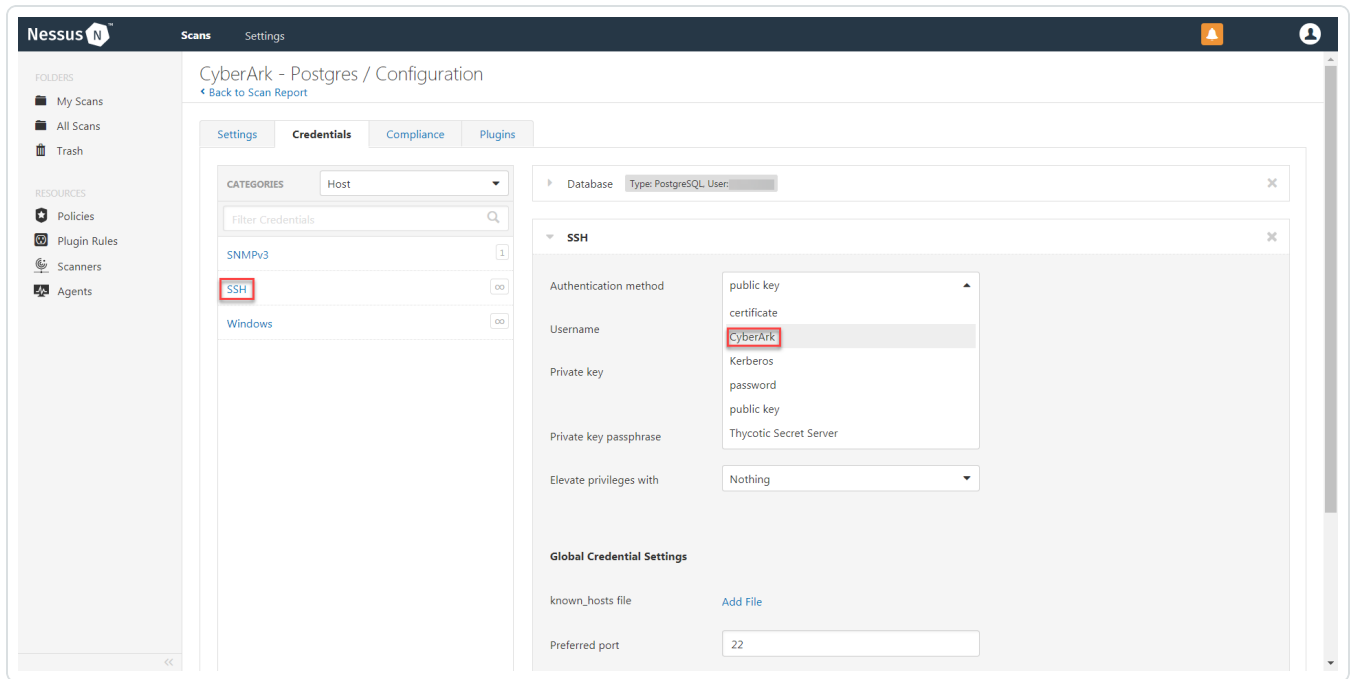 Nessus N ™
Scans Settings
FOLDERS
My Scans
All Scans
Trash
RESOURCES
Policies
Plugin Rules
Scanners
Agents
CyberArk - Postgres / Configuration
Back to Scan Report
Settings Credentials Compliance Plugins
CATEGORIES Host
Filter Credentials
SNMPv3 1
SSH ∞
Windows ∞
Database Type: PostgreSQL, User:
SSH
Authentication method public key
certificate
CyberArk
Kerberos
password
public key
Thycotic Secret Server
Username
Private key
Private key passphrase
Elevate privileges with Nothing
Global Credential Settings
known_hosts file Add File
Preferred port 22